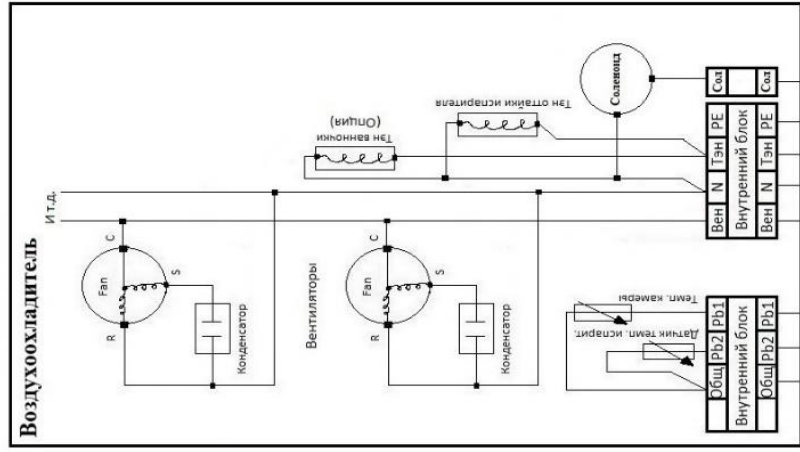 Воздухоохладитель
И т.д.
C
Fan
S
R
Конденсатор
Вентиляторы
C
Fan
S
R
Конденсатор
Тэн ванночки
(Опция)
Тэн оттайки испарителя
Соленоид
Сол
Сол
Вен N Тэн PE
Внутренний блок
Вен N Тэн PE
Темп. камеры
Датчик темп. испарит.
Общ Pb2 Pb1
Внутренний блок
Общ Pb2 Pb1